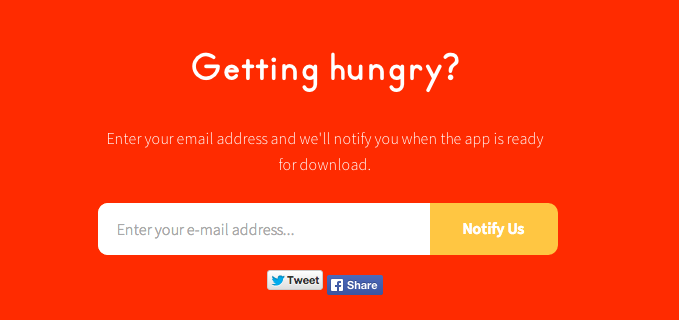 Getting hungry?
Enter your email address and we'll notify you when the app is ready
for download.
Enter your e-mail address... Notify Us
Tweet Share